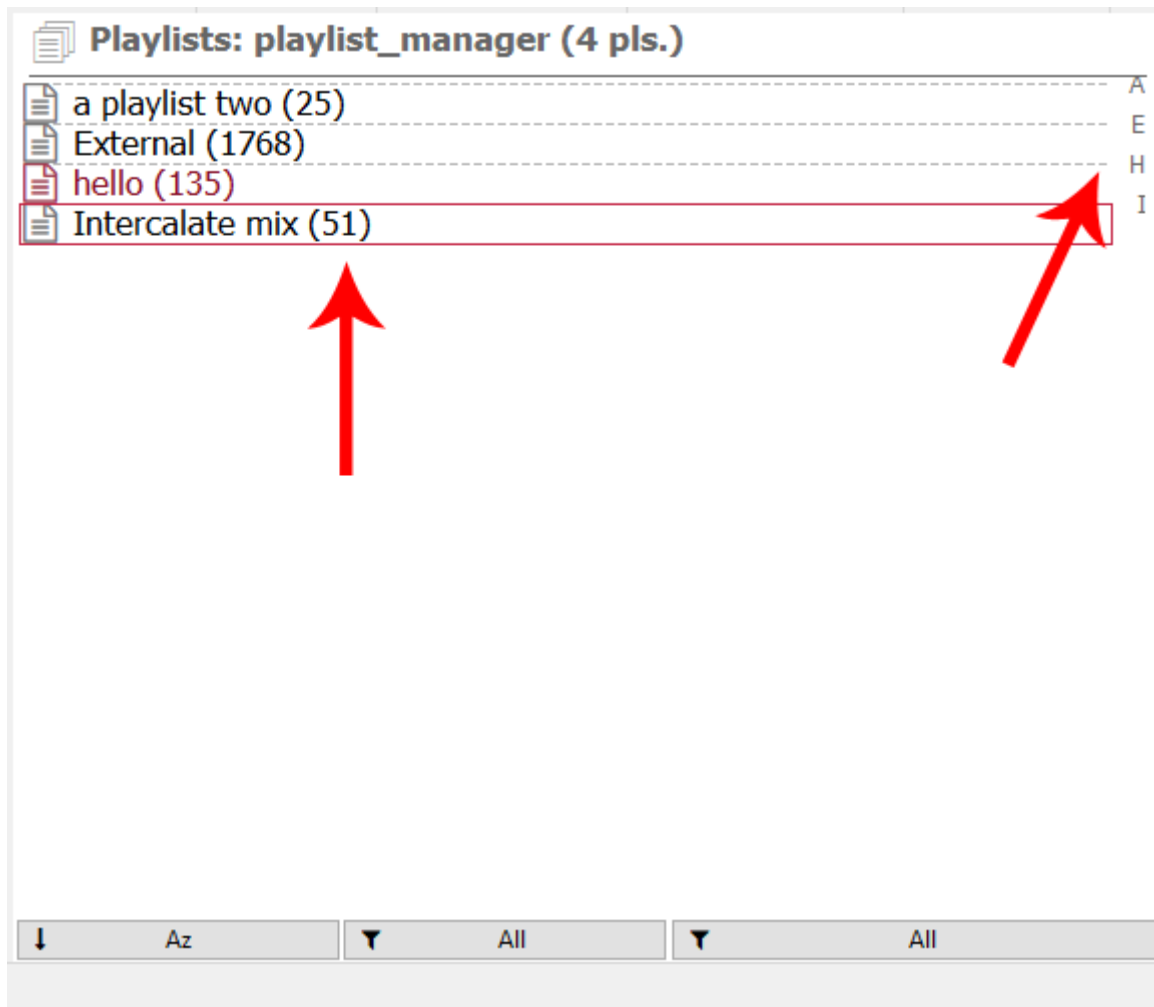 Playlists: playlist_manager (4 pls.)
A
a playlist two (25)
E
External (1768)
H
hello (135)
I
Intercalate mix (51)
Az All All